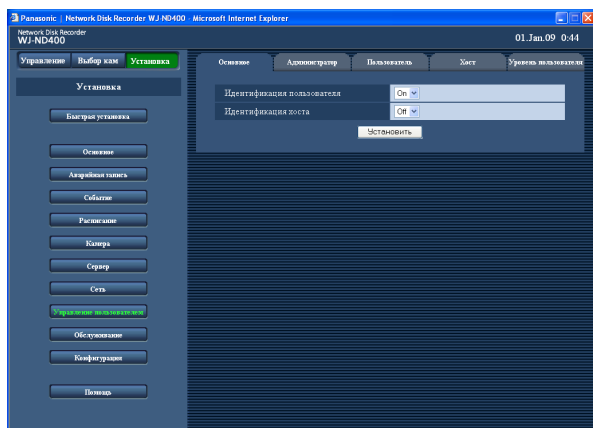 Panasonic | Network Disk Recorder WJ-ND400 - Microsoft Internet Explorer
Network Disk Recorder
WJ-ND400
01.Jan.09 0:44
Управление Выбор кам Установка
Основное Администратор Пользователь Хост Уровень пользователя
Установка
Идентификация пользователя On
Идентификация хоста Off
Установить
Быстрая установка
Основное
Аварийная запись
Событие
Расписание
Камера
Сервер
Сеть
Управление пользователем
Обслуживание
Конфигурация
Помощь